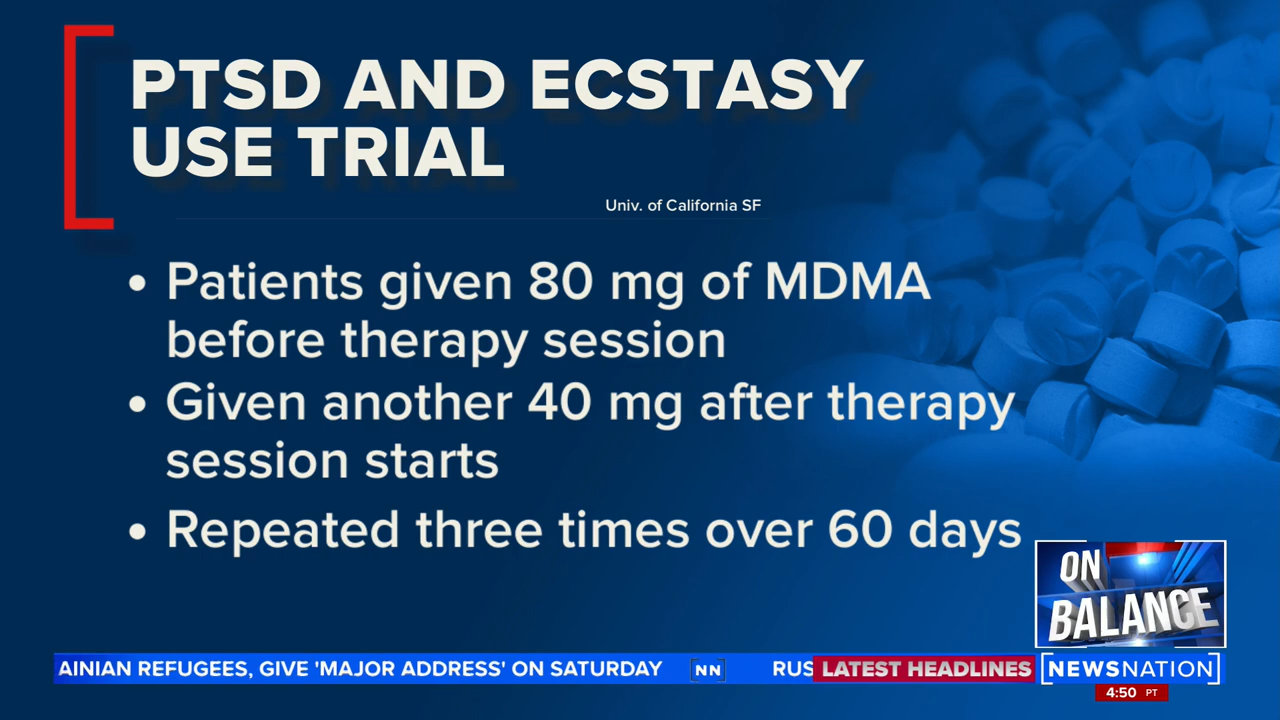 PTSD AND ECSTASY
USE TRIAL
Univ. of California SF
• Patients given 80 mg of MDMA
before therapy session
• Given another 40 mg after therapy
session starts
• Repeated three times over 60 days
ON
BALANCE
AINIAN REFUGEES, GIVE 'MAJOR ADDRESS' ON SATURDAY NN RUS LATEST HEADLINES NEWSNATION
4:50 PT